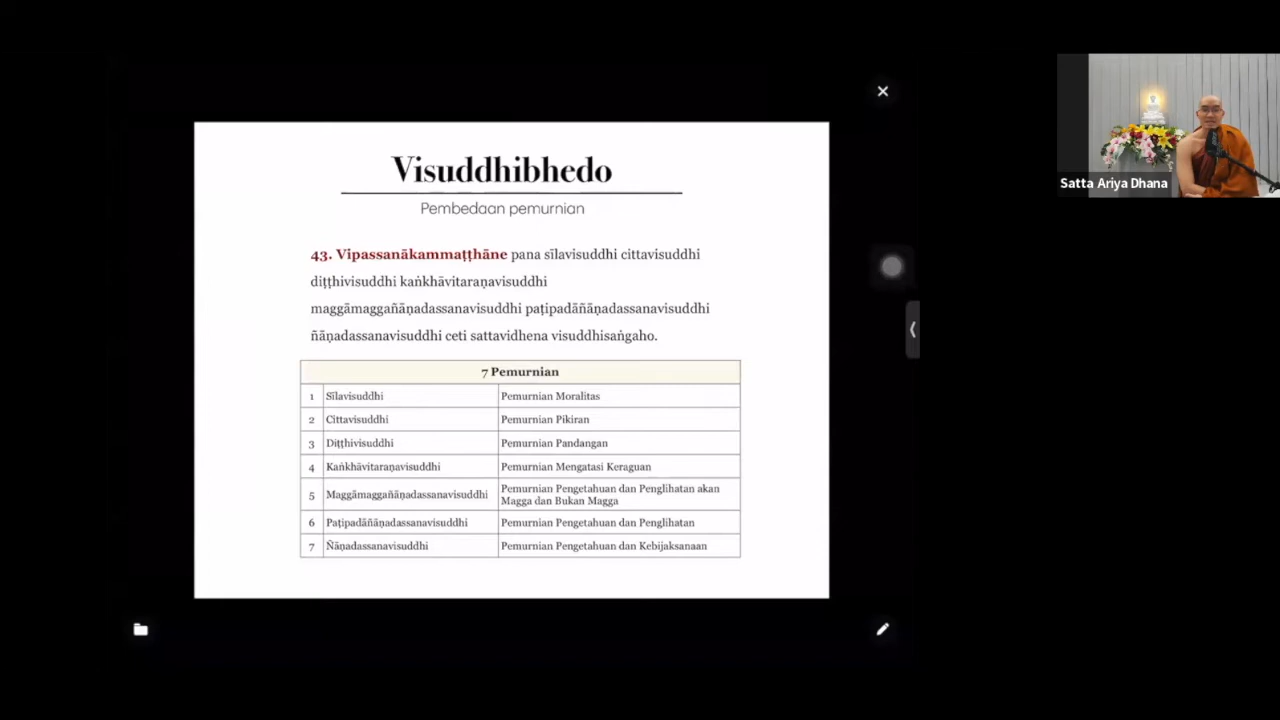 Visuddhibhedo
Pembedaan pemurnian
43. Vipassanākammaṭṭhāne pana sīlavisuddhi cittavisuddhi
diṭṭhivisuddhi kaṅkhāvitaraṇavisuddhi
maggāmaggañāṇadassanavisuddhi paṭipadāñāṇadassanavisuddhi
ñāṇadassanavisuddhi ceti sattavidhena visuddhisaṅgaho.
7 Pemurnian
1 Sīlavisuddhi Pemurnian Moralitas
2 Cittavisuddhi Pemurnian Pikiran
3 Diṭṭhivisuddhi Pemurnian Pandangan
4 Kaṅkhāvitaraṇavisuddhi Pemurnian Mengatasi Keraguan
5 Maggāmaggañāṇadassanavisuddhi Pemurnian Pengetahuan dan Penglihatan akan
Magga dan Bukan Magga
6 Paṭipadāñāṇadassanavisuddhi Pemurnian Pengetahuan dan Penglihatan
7 Ñāṇadassanavisuddhi Pemurnian Pengetahuan dan Kebijaksanaan
Satta Ariya Dhana